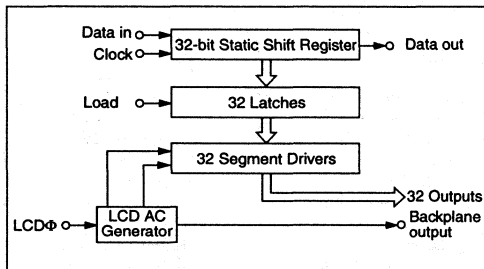 Data in
Clock
32-bit Static Shift Register
Data out
Load
32 Latches
32 Segment Drivers
32 Outputs
LCDΦ
LCD AC
Generator
Backplane
output